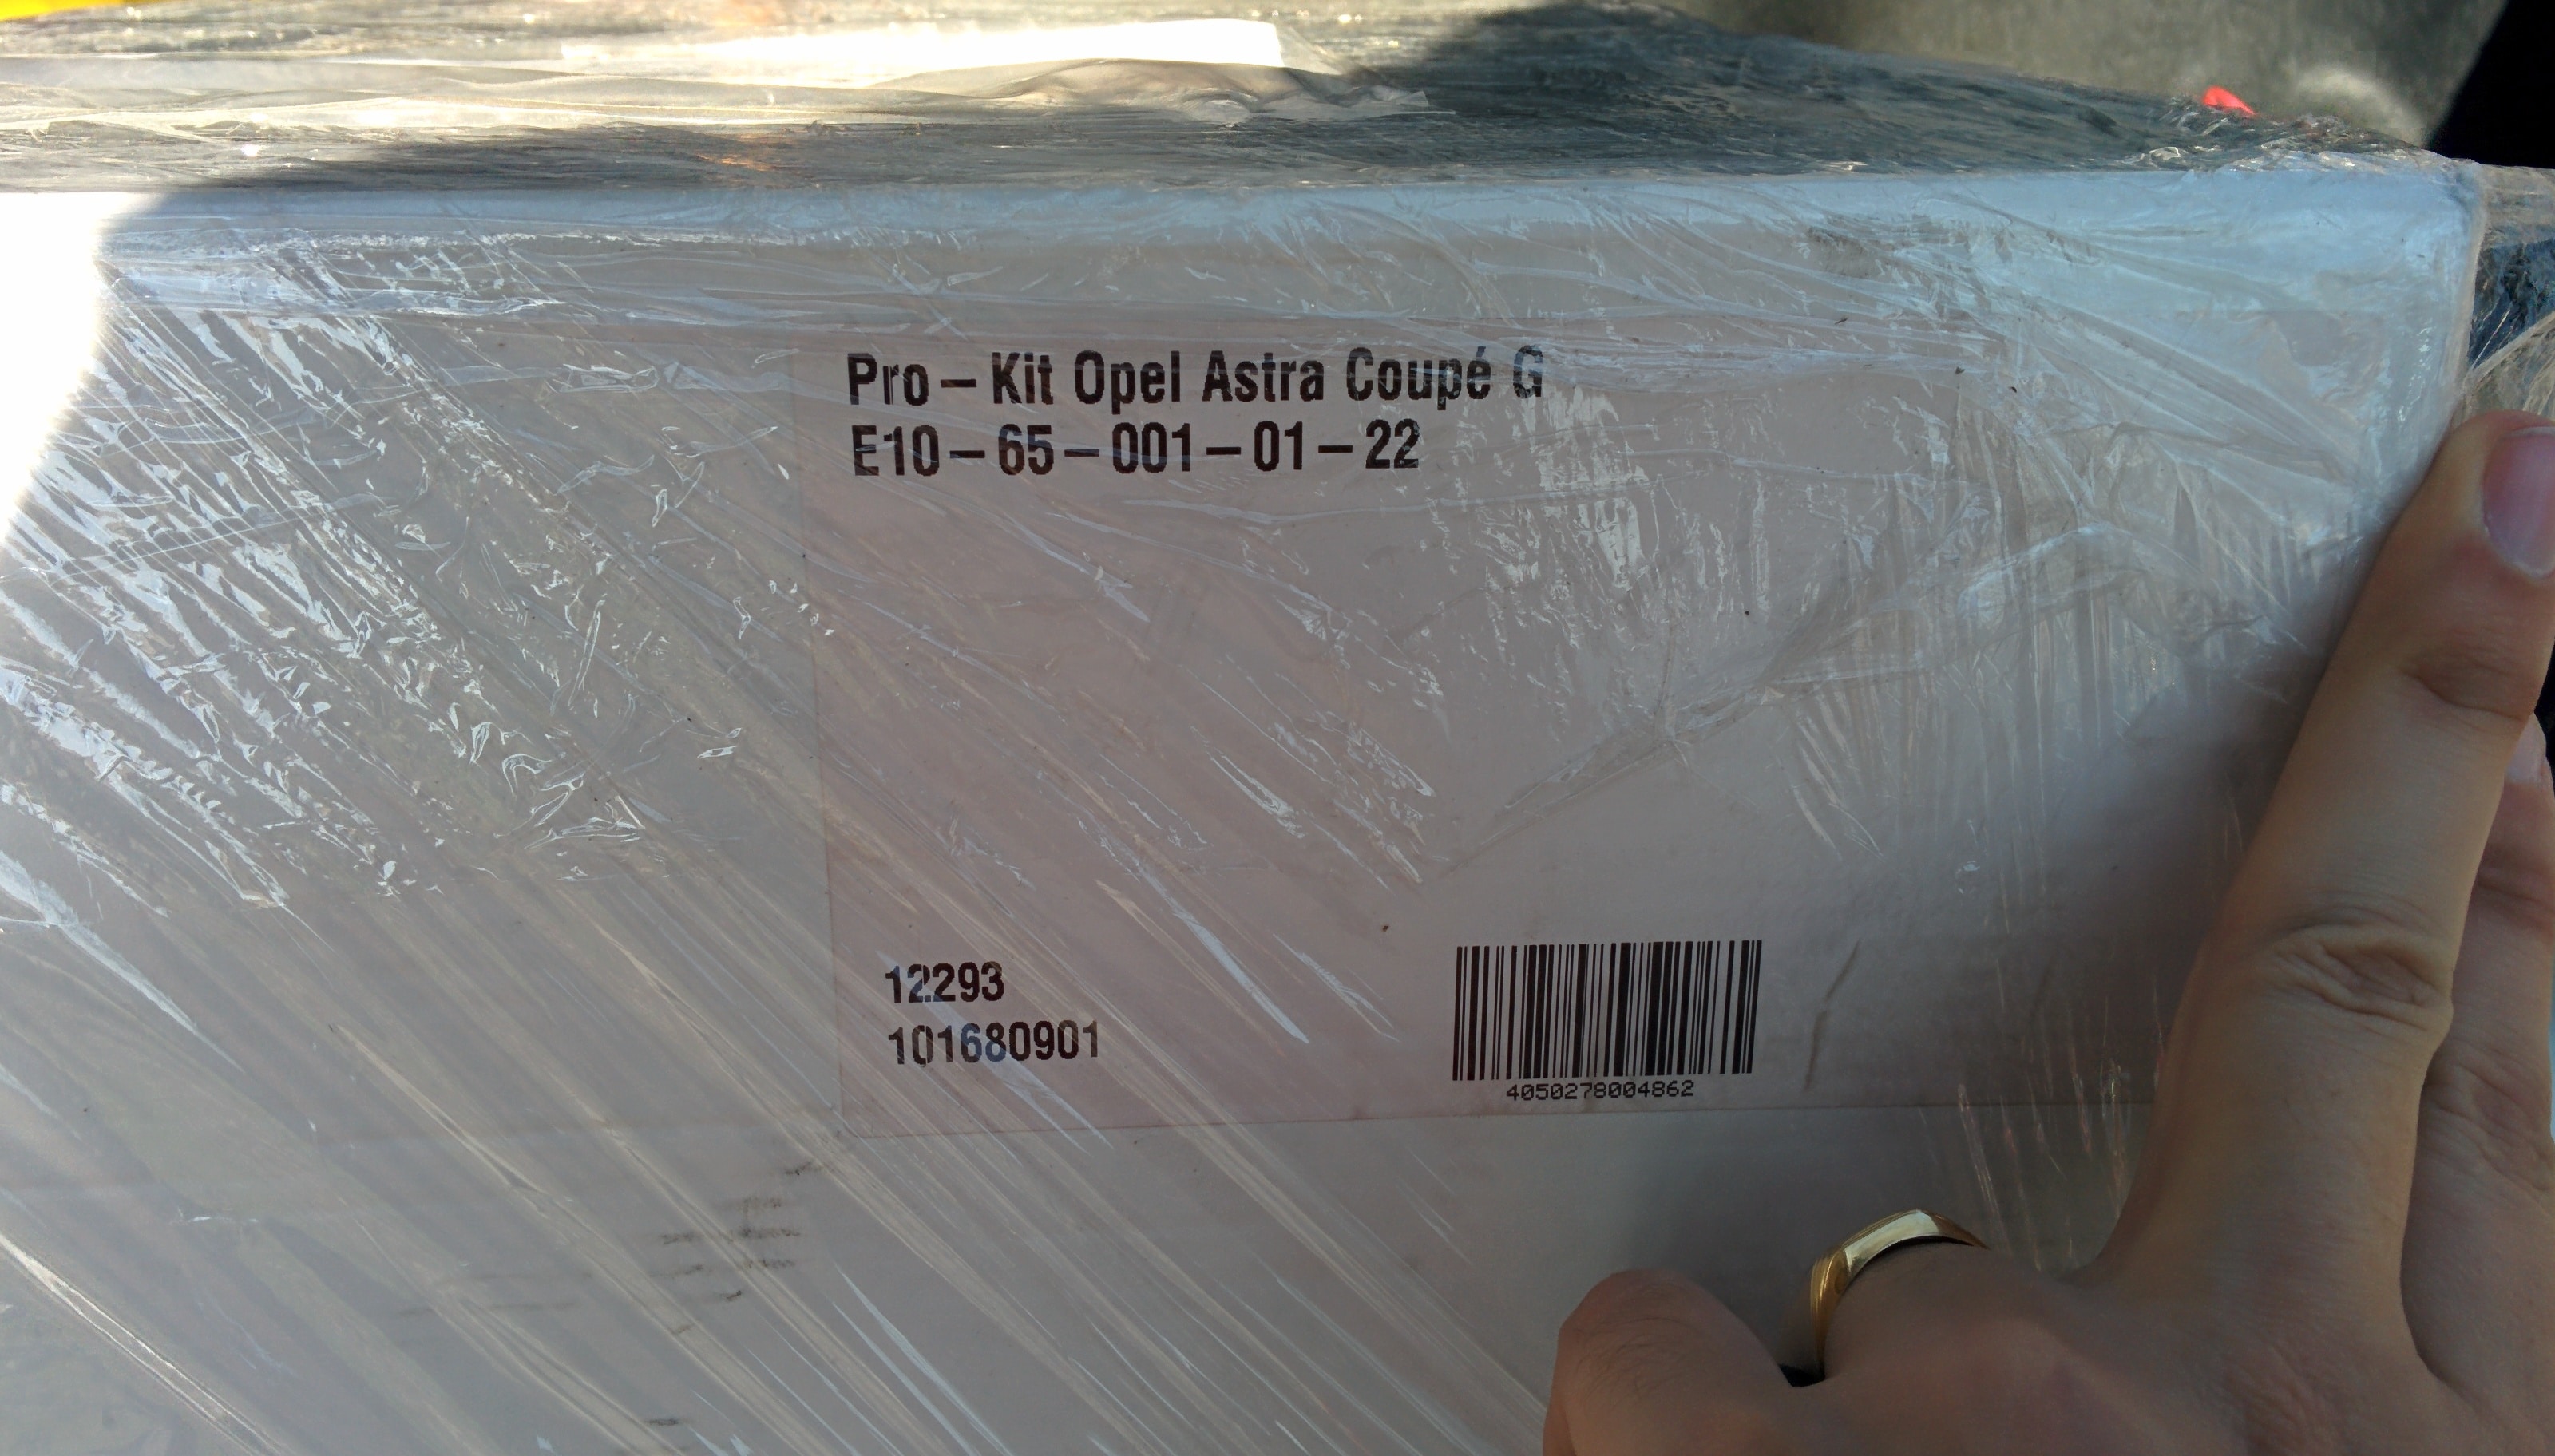 Pro – Kit Opel Astra Coupé G
E10 – 65 – 001 – 01 – 22
12293
101680901
4050278004862